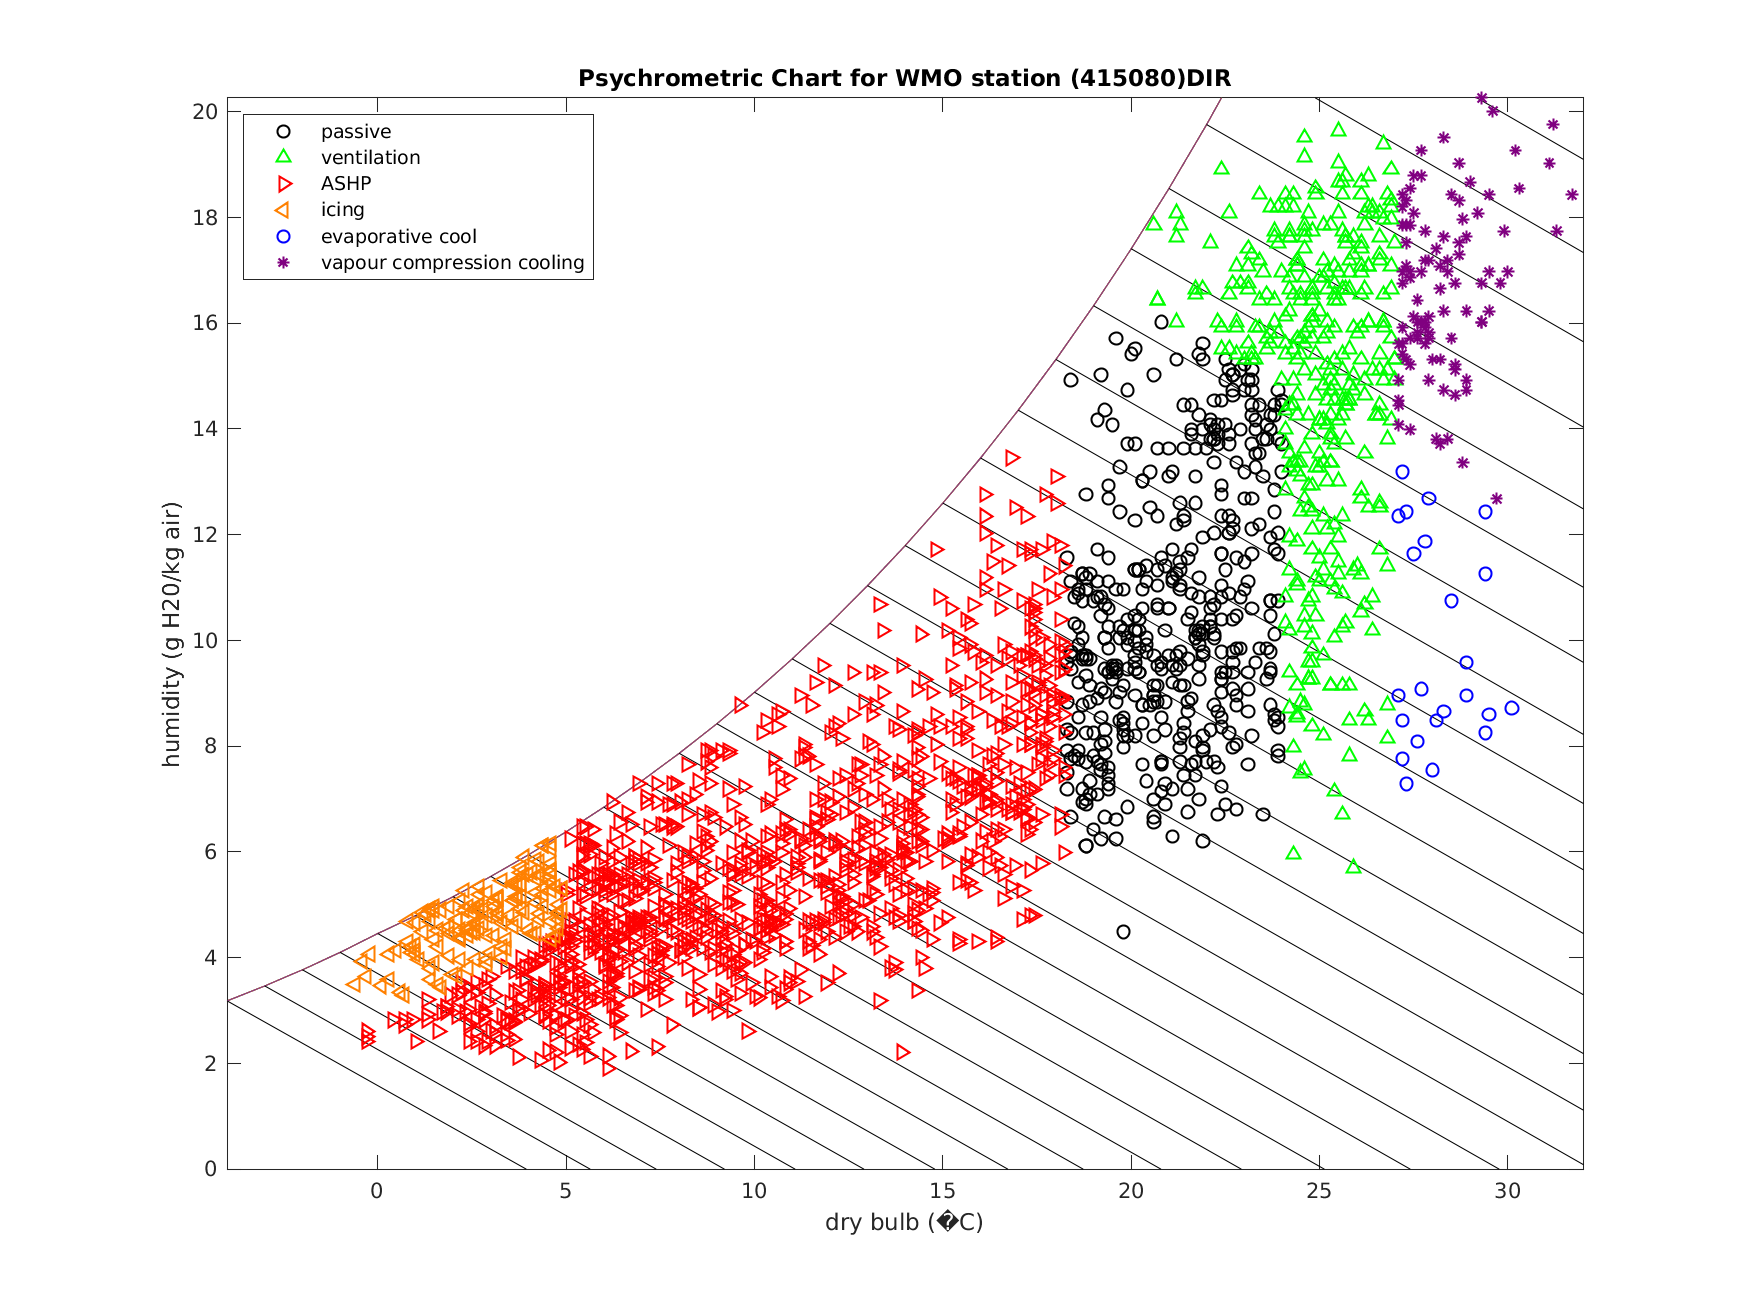 Psychrometric Chart for WMO station (415080)DIR
passive
ventilation
ASHP
icing
evaporative cool
vapour compression cooling
20
18
16
14
12
10
8
6
4
2
0
humidity (g H20/kg air)
0 5 10 15 20 25 30
dry bulb (�C)